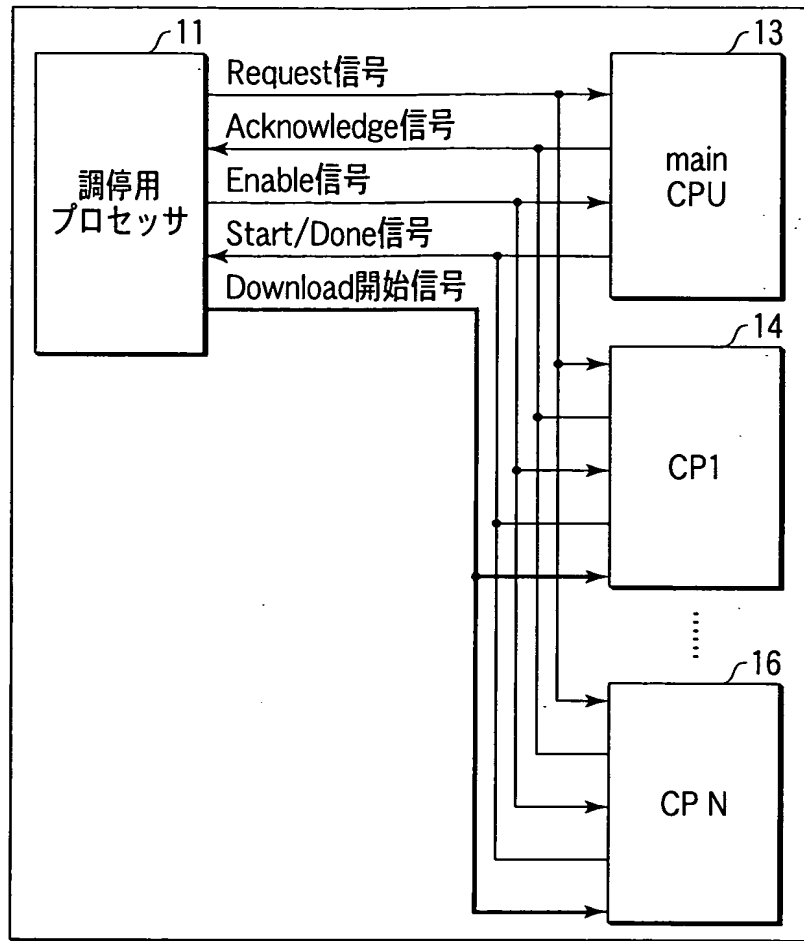 11
調停用
プロセッサ
Request信号
Acknowledge信号
Enable信号
Start/Done信号
Download開始信号
13
main
CPU
14
CP1
16
CP N